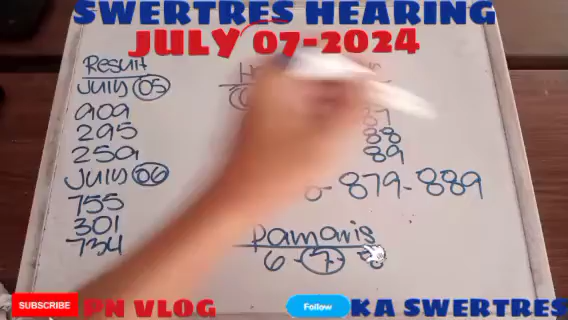 SWERTRES HEARING
JULY 07-2024
Result
July 05
909
295
259
July 06
755
301
734
87
88
89
879-889
Pamaris
6-7-8
SUBSCRIBE PN VLOG
Follow KA SWERTRES